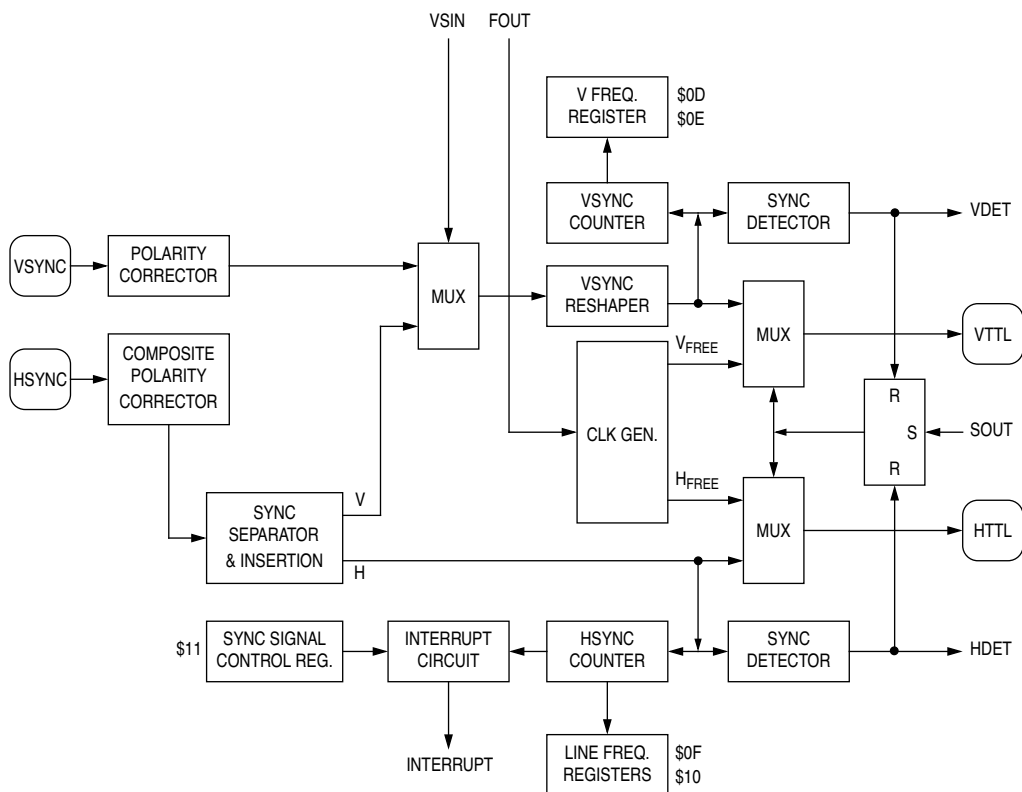 VSIN
FOUT
V FREQ.
REGISTER
$0D
$0E
VSYNC
COUNTER
SYNC
DETECTOR
VDET
VSYNC
POLARITY
CORRECTOR
MUX
VSYNC
RESHAPER
MUX
VTTL
HSYNC
COMPOSITE
POLARITY
CORRECTOR
VFREE
CLK GEN.
R
S
R
SOUT
HFREE
V
SYNC
SEPARATOR
& INSERTION
H
MUX
HTTL
$11
SYNC SIGNAL
CONTROL REG.
INTERRUPT
CIRCUIT
HSYNC
COUNTER
SYNC
DETECTOR
HDET
INTERRUPT
LINE FREQ.
REGISTERS
$0F
$10